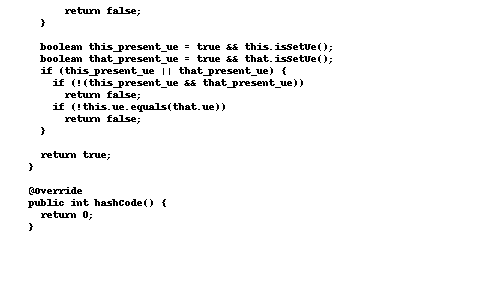 return false;
}
boolean this_present_ue = true && this.isSetUe();
boolean that_present_ue = true && that.isSetUe();
if (this_present_ue || that_present_ue) {
if (!(this_present_ue && that_present_ue))
return false;
if (!this.ue.equals(that.ue))
return false;
}
return true;
}
@Override
public int hashCode() {
return 0;
}